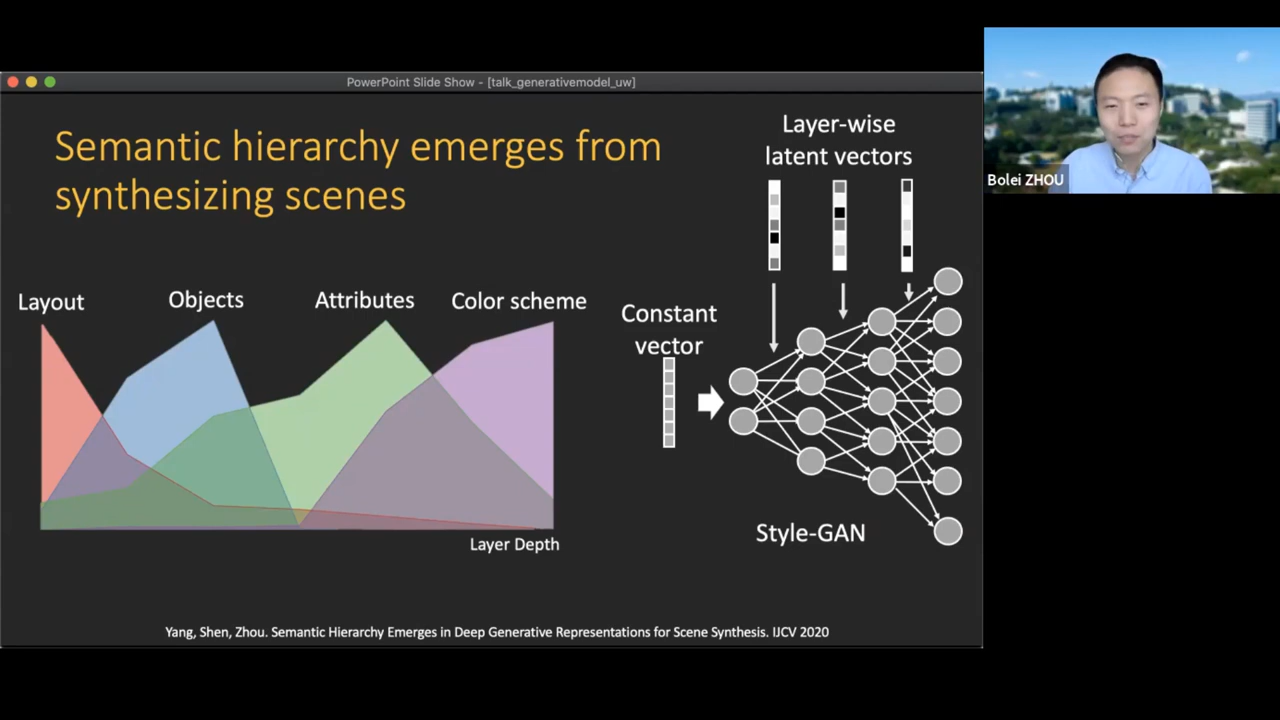 PowerPoint Slide Show - [talk_generativemodel_uw]
Semantic hierarchy emerges from
synthesizing scenes
Layer-wise
latent vectors
Bolei ZHOU
Layout
Objects
Attributes
Color scheme
Constant
vector
Style-GAN
Layer Depth
Yang, Shen, Zhou. Semantic Hierarchy Emerges in Deep Generative Representations for Scene Synthesis. IJCV 2020